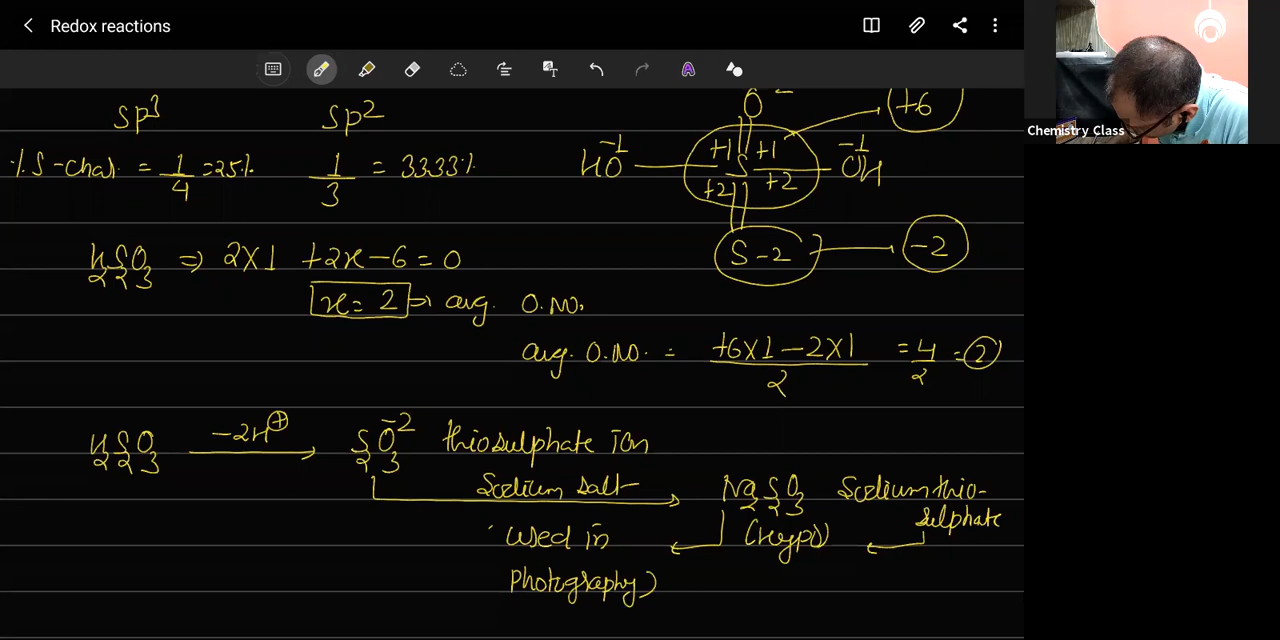 Redox reactions
Chemistry Class
sp³ sp²
% S-char. = 1/4 = 25% 1/3 = 33.33%
O -2
+6
HO -1 +1 S +1 -1 OH
+2 +2
S -2 → -2
H₂S₂O₃ ⇒ 2×1 +2x-6=0
x = 2 → avg. O.NO.
avg. O.NO. = +6×1-2×1/2 = 4/2 = 2
H₂S₂O₃ -2H⊕ → S₂O₃⁻² thiosulphate ion
Sodium salt → Na₂S₂O₃ Sodium thio-
sulphate
used in (Hypo)
photography)